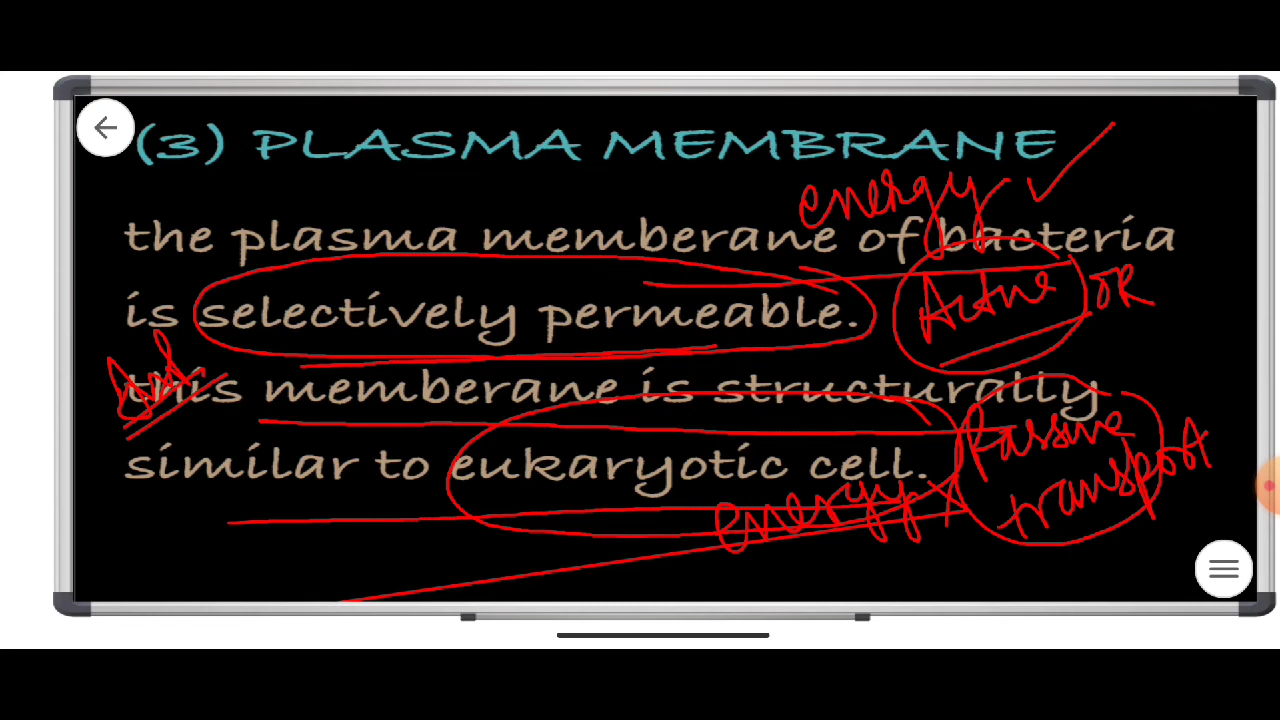 (3) PLASMA MEMBRANE
energy ✓
the plasma memberane of bacteria
is selectively permeable.
Active OR
And
this memberane is structurally
similar to eukaryotic cell.
Passive
transport
energy X